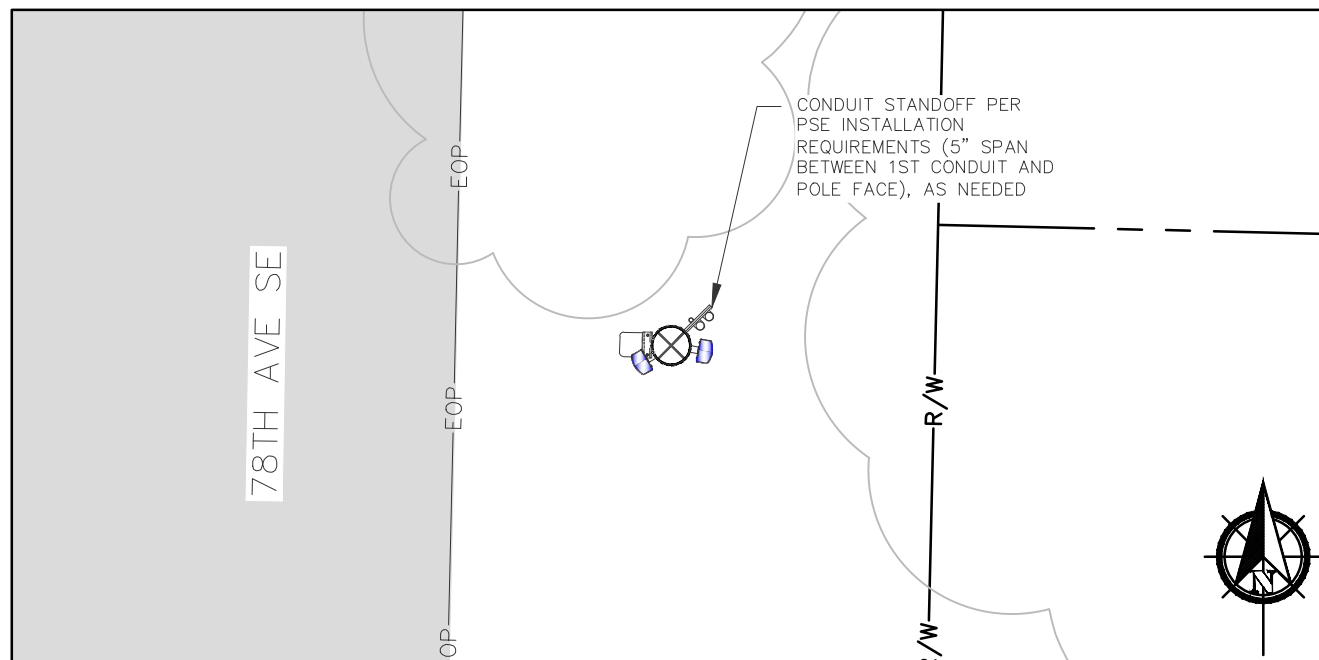 CONDUIT STANDOFF PER
PSE INSTALLATION
REQUIREMENTS (5" SPAN
BETWEEN 1ST CONDUIT AND
POLE FACE), AS NEEDED
EOP
78TH AVE SE
EOP
R/W
N
OP
R/W